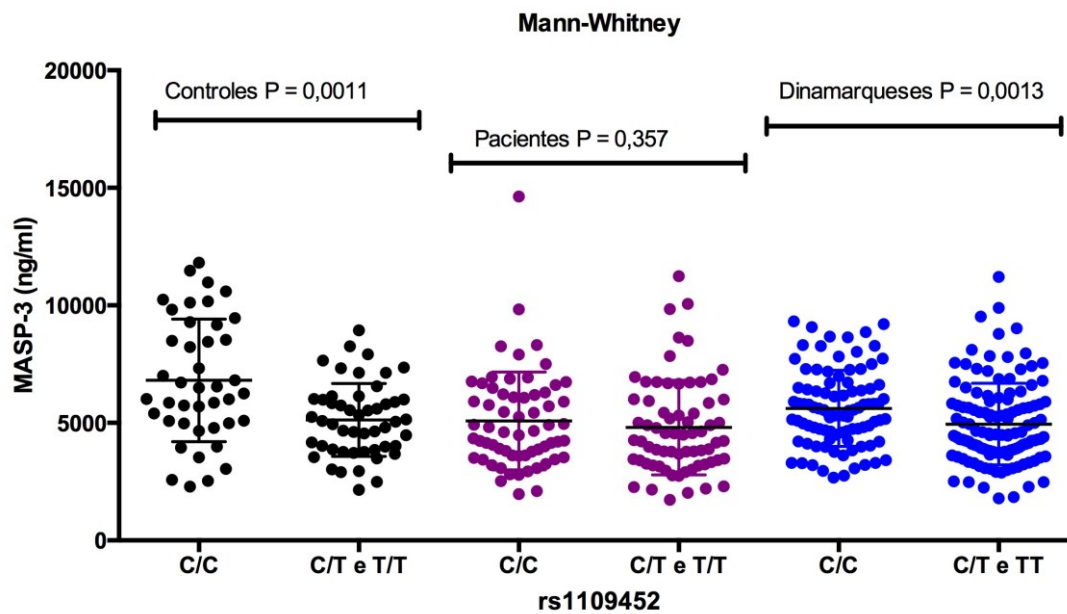 Mann-Whitney
20000
15000
10000
5000
0
MASP-3 (ng/ml)
Controles P = 0,0011
Pacientes P = 0,357
Dinamarqueses P = 0,0013
C/C
C/T e T/T
C/C
C/T e T/T
C/C
C/T e TT
rs1109452